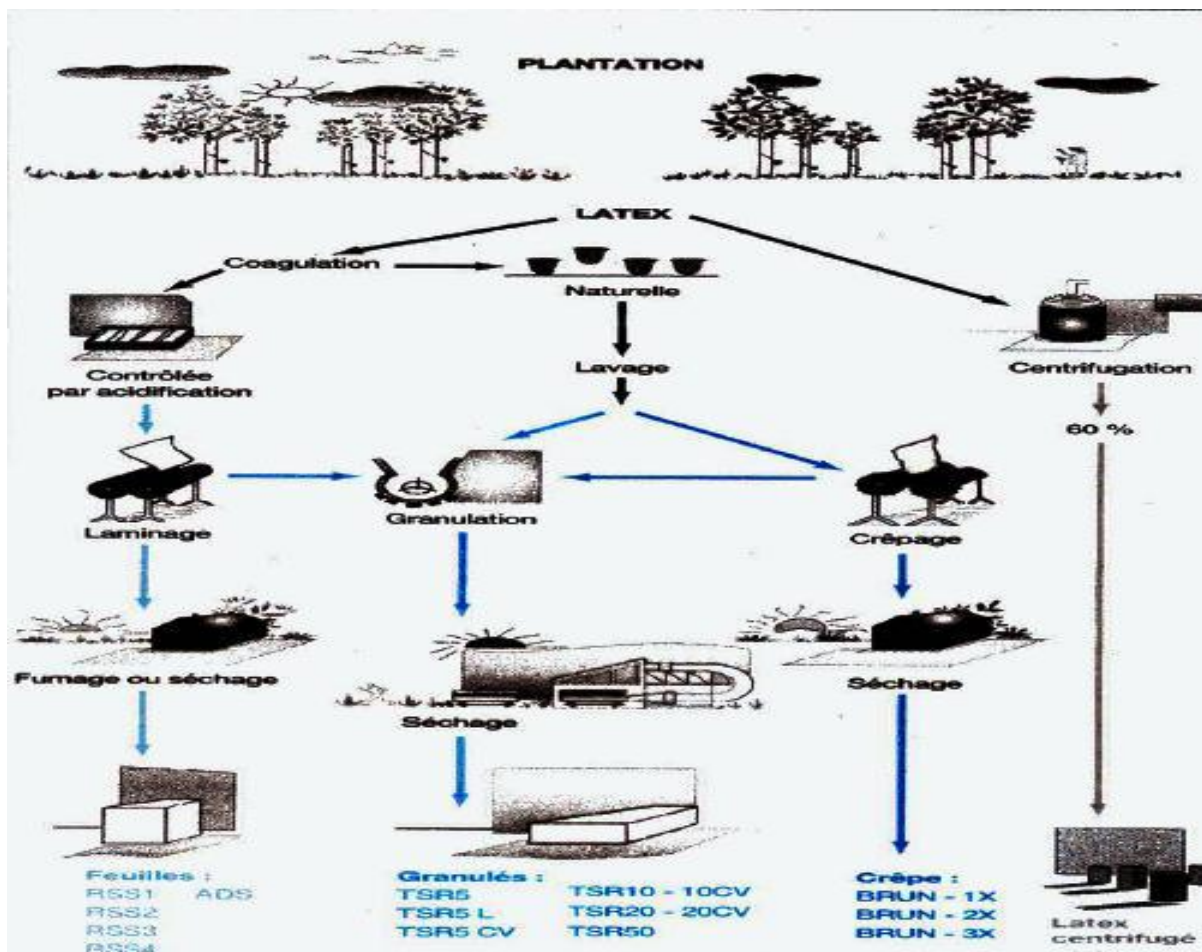 PLANTATION
LATEX
Coagulation
Naturelle
Contrôlée
par acidification
Lavage
Centrifugation
60 %
Laminage
Granulation
Crêpage
Fumage ou séchage
Séchage
Séchage
Feuilles :
RSS1 ADS
RSS2
RSS3
RSS4
Granulés :
TSR5
TSR5 L
TSR5 CV
TSR10 - 10CV
TSR20 - 20CV
TSR50
Crêpe :
BRUN - 1X
BRUN - 2X
BRUN - 3X
Latex
centrifugé